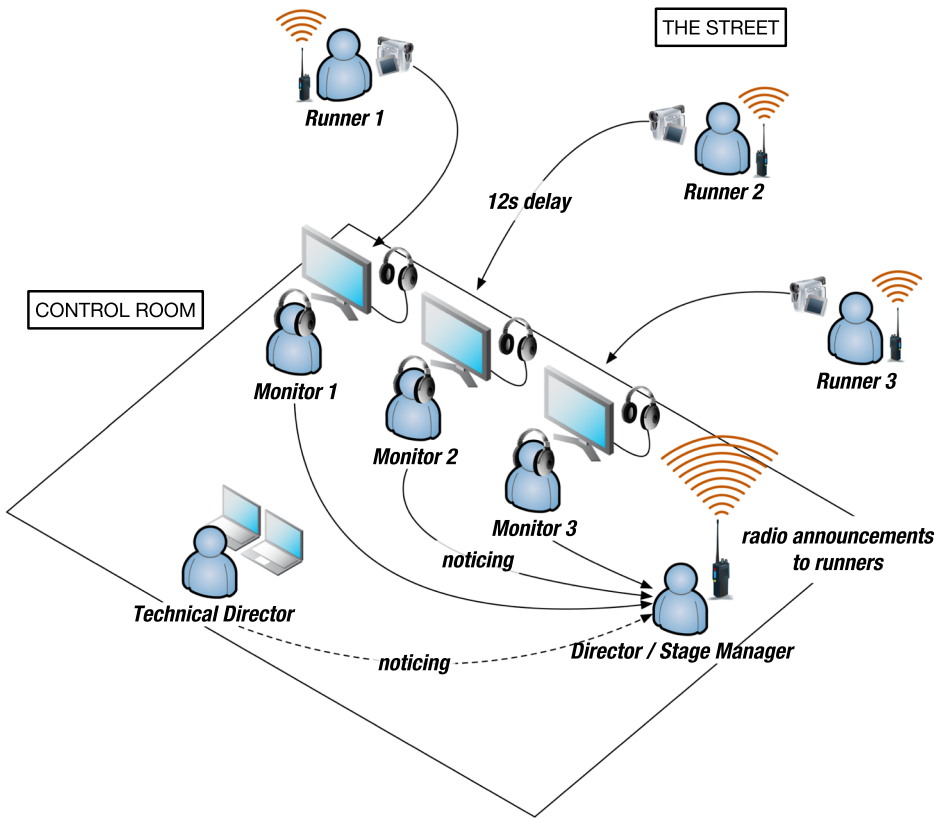 THE STREET
Runner 1
Runner 2
12s delay
CONTROL ROOM
Runner 3
Monitor 1
Monitor 2
Monitor 3
radio announcements
to runners
noticing
Technical Director
Director / Stage Manager
noticing